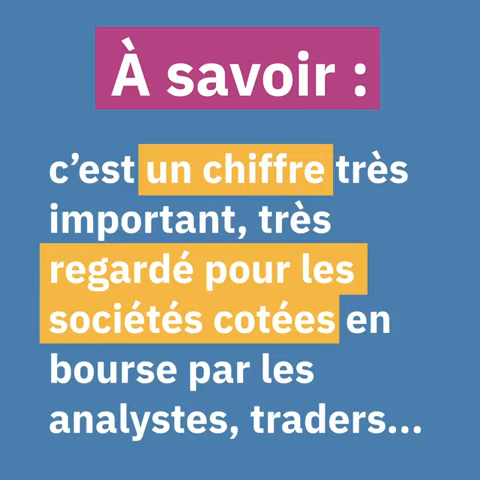 À savoir :
c’est un chiffre très
important, très
regardé pour les
sociétés cotées en
bourse par les
analystes, traders...